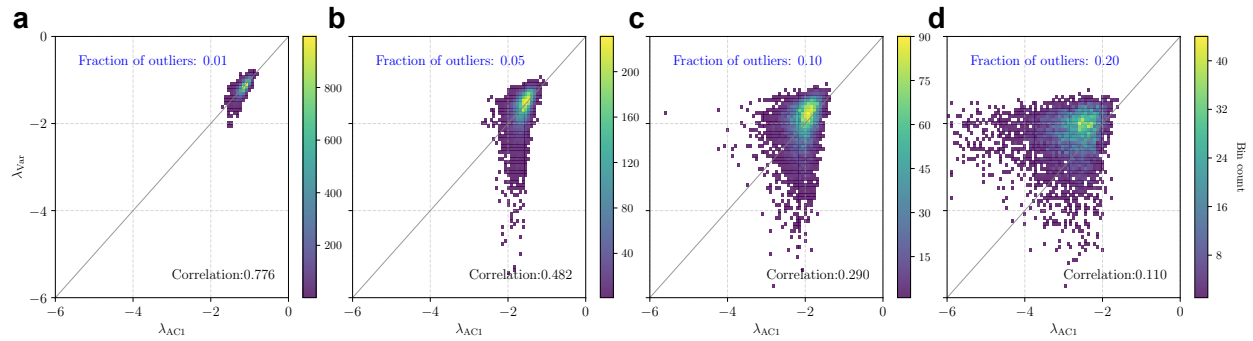 a
b
c
d
Fraction of outliers: 0.01
Fraction of outliers: 0.05
Fraction of outliers: 0.10
Fraction of outliers: 0.20
Correlation:0.776
Correlation:0.482
Correlation:0.290
Correlation:0.110
λVar
0
−2
−4
−6
−6
−4
−2
0
λAC1
800
600
400
200
−6
−4
−2
0
λAC1
200
160
120
80
40
−6
−4
−2
0
λAC1
90
75
60
45
30
15
−6
−4
−2
0
λAC1
40
32
24
16
8
Bin count